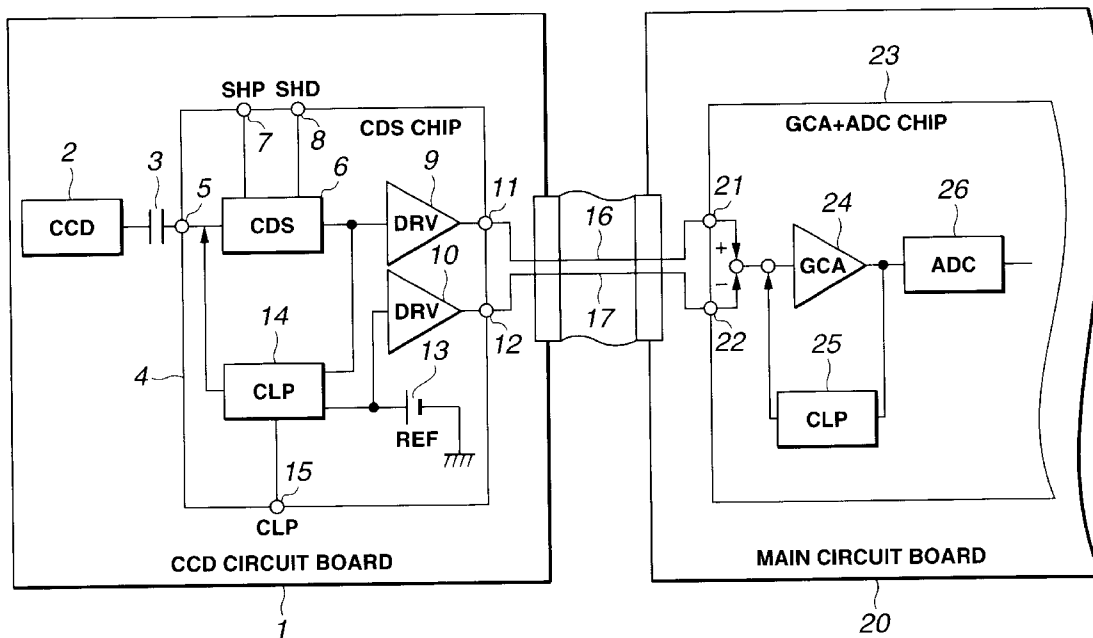 23
SHP SHD
7
8
CDS CHIP
GCA+ADC CHIP
2
3
5
6
9
11
CCD
CDS
DRV
16
21
24
26
+
GCA
ADC
10
−
DRV
12
17
22
14
13
25
4
CLP
REF
CLP
15
CLP
CCD CIRCUIT BOARD
MAIN CIRCUIT BOARD
1
20